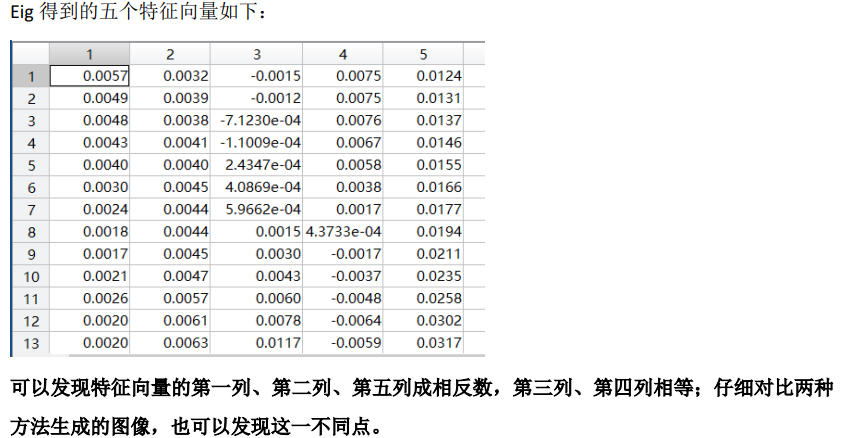 Eig 得到的五个特征向量如下：
1 2 3 4 5
1 0.0057 0.0032 -0.0015 0.0075 0.0124
2 0.0049 0.0039 -0.0012 0.0075 0.0131
3 0.0048 0.0038 -7.1230e-04 0.0076 0.0137
4 0.0043 0.0041 -1.1009e-04 0.0067 0.0146
5 0.0040 0.0040 2.4347e-04 0.0058 0.0155
6 0.0030 0.0045 4.0869e-04 0.0038 0.0166
7 0.0024 0.0044 5.9662e-04 0.0017 0.0177
8 0.0018 0.0044 0.0015 4.3733e-04 0.0194
9 0.0017 0.0045 0.0030 -0.0017 0.0211
10 0.0021 0.0047 0.0043 -0.0037 0.0235
11 0.0026 0.0057 0.0060 -0.0048 0.0258
12 0.0020 0.0061 0.0078 -0.0064 0.0302
13 0.0020 0.0063 0.0117 -0.0059 0.0317
可以发现特征向量的第一列、第二列、第五列成相反数，第三列、第四列相等；仔细对比两种
方法生成的图像，也可以发现这一不同点。